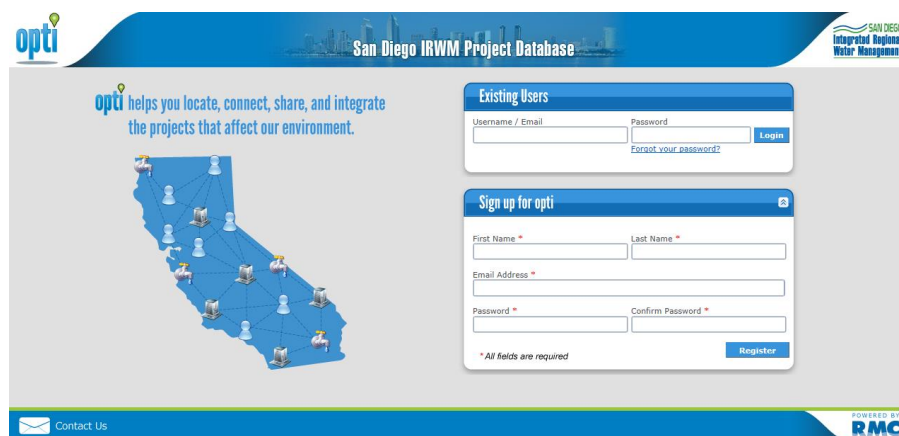 opti
San Diego IRWM Project Database
SAN DIEGO
Integrated Regional
Water Management
opti helps you locate, connect, share, and integrate
the projects that affect our environment.
Existing Users
Username / Email
Password
Login
Forgot your password?
Sign up for opti
First Name *
Last Name *
Email Address *
Password *
Confirm Password *
* All fields are required
Register
Contact Us
POWERED BY
RMC